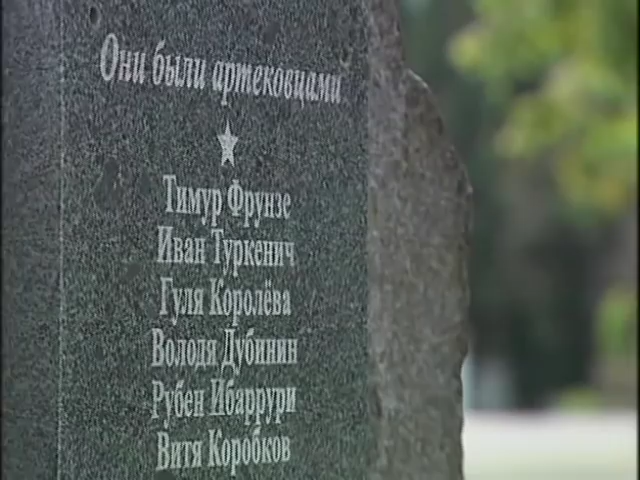 Они были артековцами
Тимур Фрунзе
Иван Туркенич
Гуля Королёва
Володя Дубинин
Рубен Ибаррури
Витя Коробков